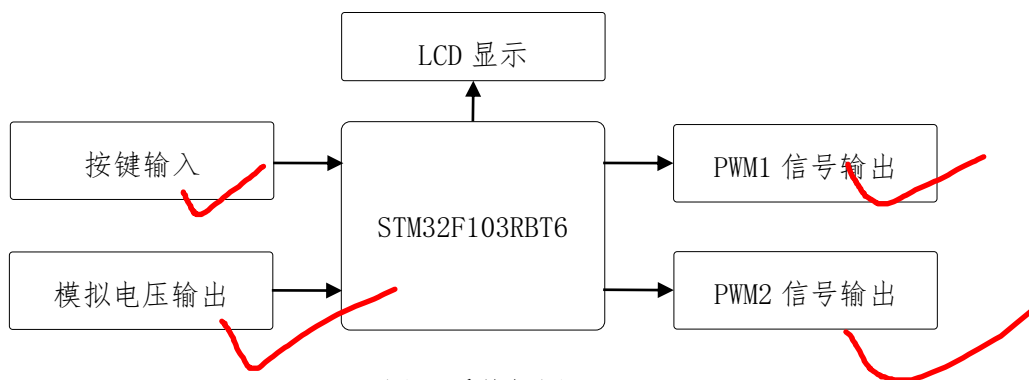 LCD 显示
按键输入
PWM1 信号输出
STM32F103RBT6
模拟电压输出
PWM2 信号输出